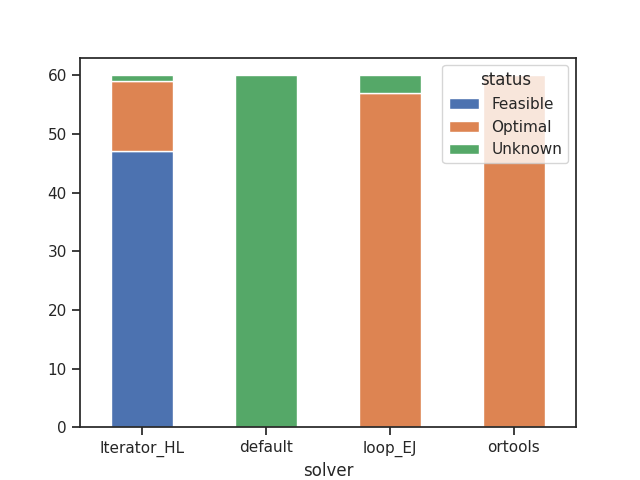 60
50
40
30
20
10
0
status
Feasible
Optimal
Unknown
Iterator_HL
default
loop_EJ
ortools
solver